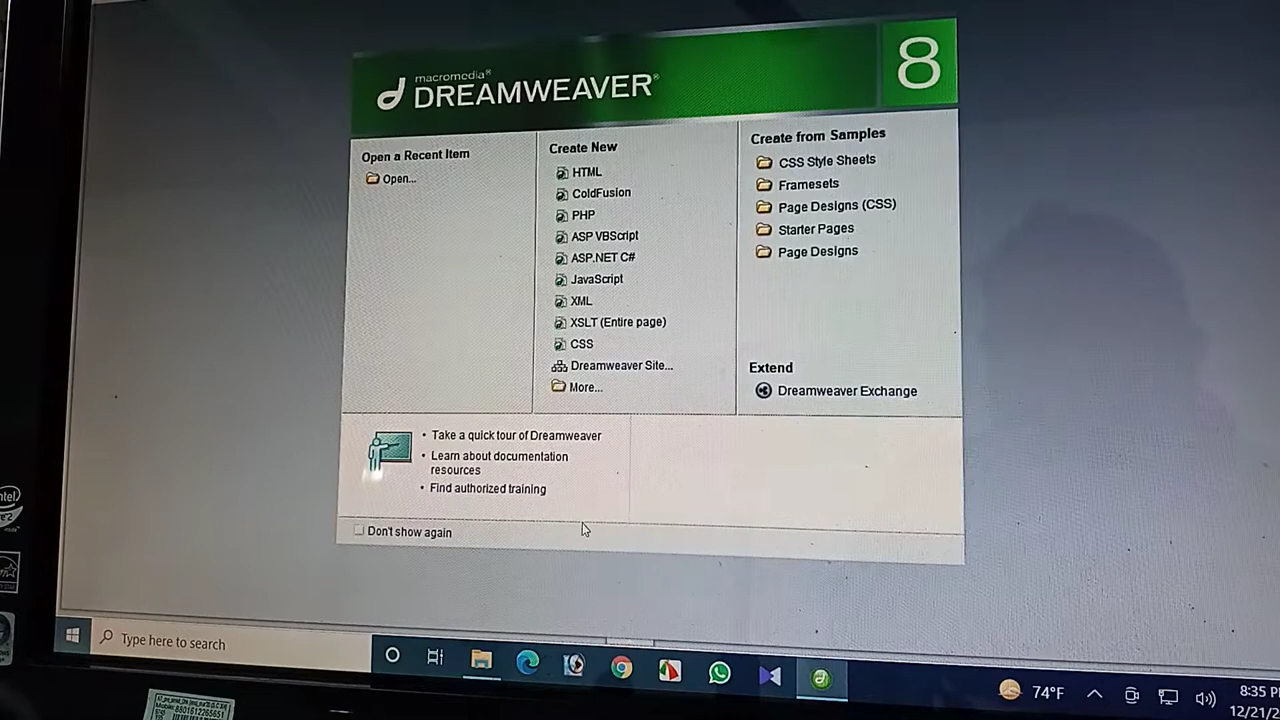 macromedia®
DREAMWEAVER®
8
Open a Recent Item
Open...
Create New
HTML
ColdFusion
PHP
ASP VBScript
ASP.NET C#
JavaScript
XML
XSLT (Entire page)
CSS
Dreamweaver Site...
More...
Create from Samples
CSS Style Sheets
Framesets
Page Designs (CSS)
Starter Pages
Page Designs
Extend
Dreamweaver Exchange
• Take a quick tour of Dreamweaver
• Learn about documentation
resources
• Find authorized training
Don't show again
Type here to search
74°F
8:35 P
12/21/2